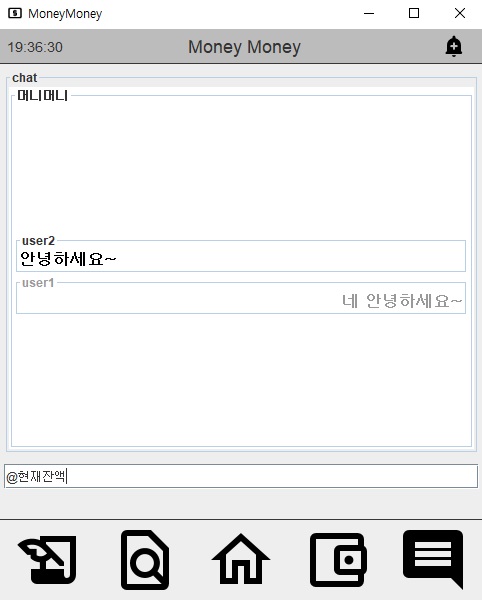 MoneyMoney
19:36:30
Money Money
chat
머니머니
user2
안녕하세요~
user1
네 안녕하세요~
@현재잔액